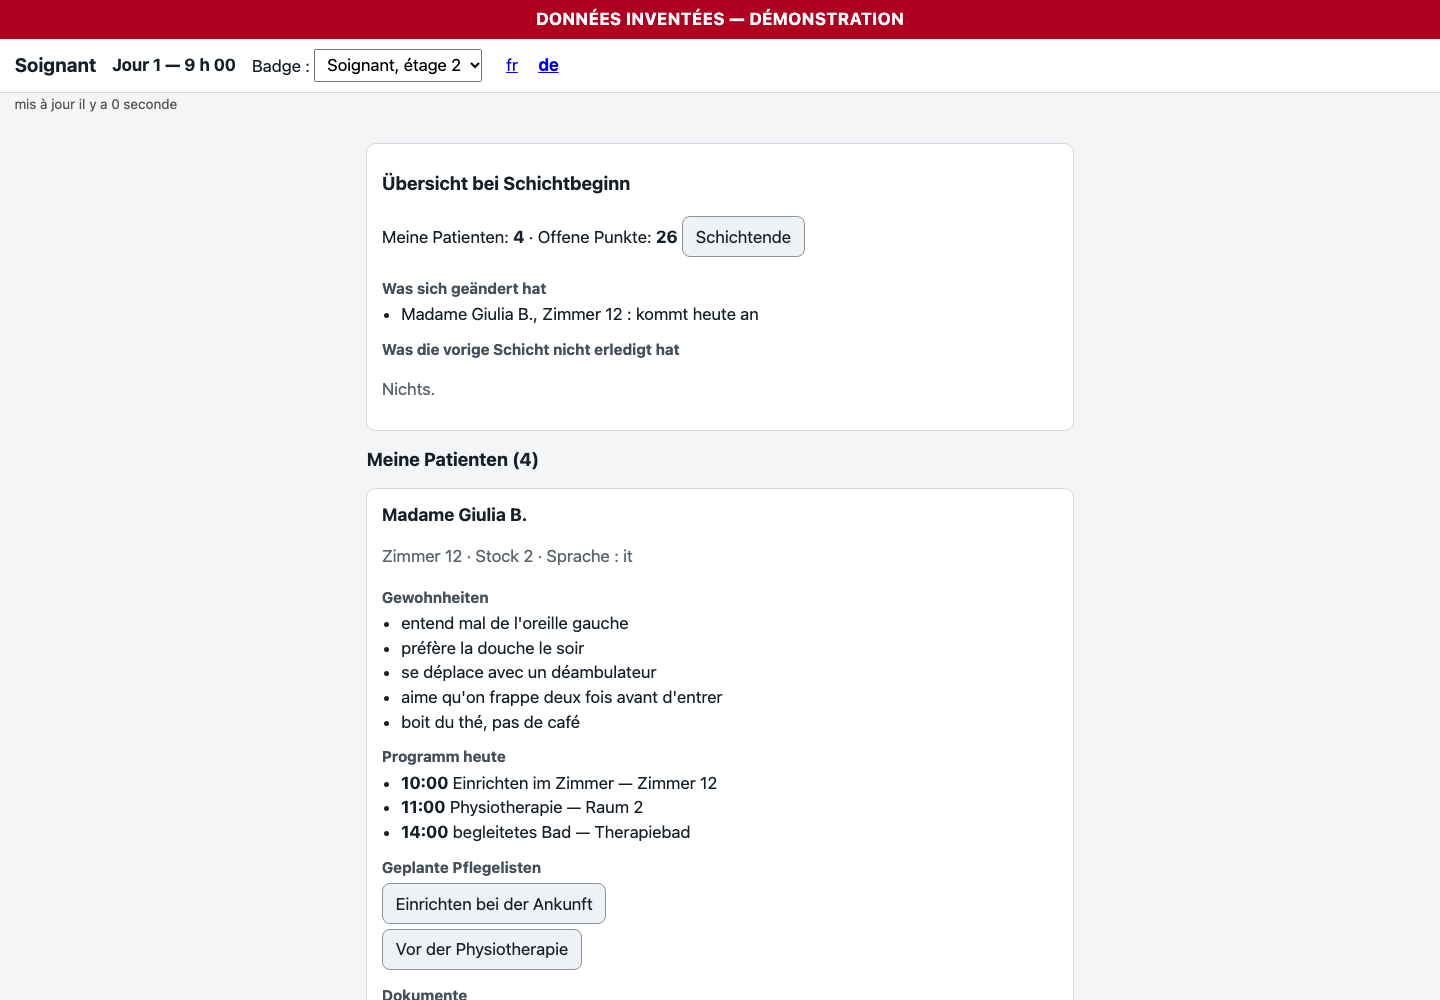 DONNÉES INVENTÉES — DÉMONSTRATION
Soignant Jour 1 — 9 h 00 Badge : Soignant, étage 2 fr de
mis à jour il y a 0 seconde
Übersicht bei Schichtbeginn
Meine Patienten: 4 · Offene Punkte: 26 Schichtende
Was sich geändert hat
• Madame Giulia B., Zimmer 12 : kommt heute an
Was die vorige Schicht nicht erledigt hat
Nichts.
Meine Patienten (4)
Madame Giulia B.
Zimmer 12 · Stock 2 · Sprache : it
Gewohnheiten
• entend mal de l'oreille gauche
• préfère la douche le soir
• se déplace avec un déambulateur
• aime qu'on frappe deux fois avant d'entrer
• boit du thé, pas de café
Programm heute
• 10:00 Einrichten im Zimmer — Zimmer 12
• 11:00 Physiotherapie — Raum 2
• 14:00 begleitetes Bad — Therapiebad
Geplante Pflegelisten
Einrichten bei der Ankunft
Vor der Physiotherapie
Dokumente